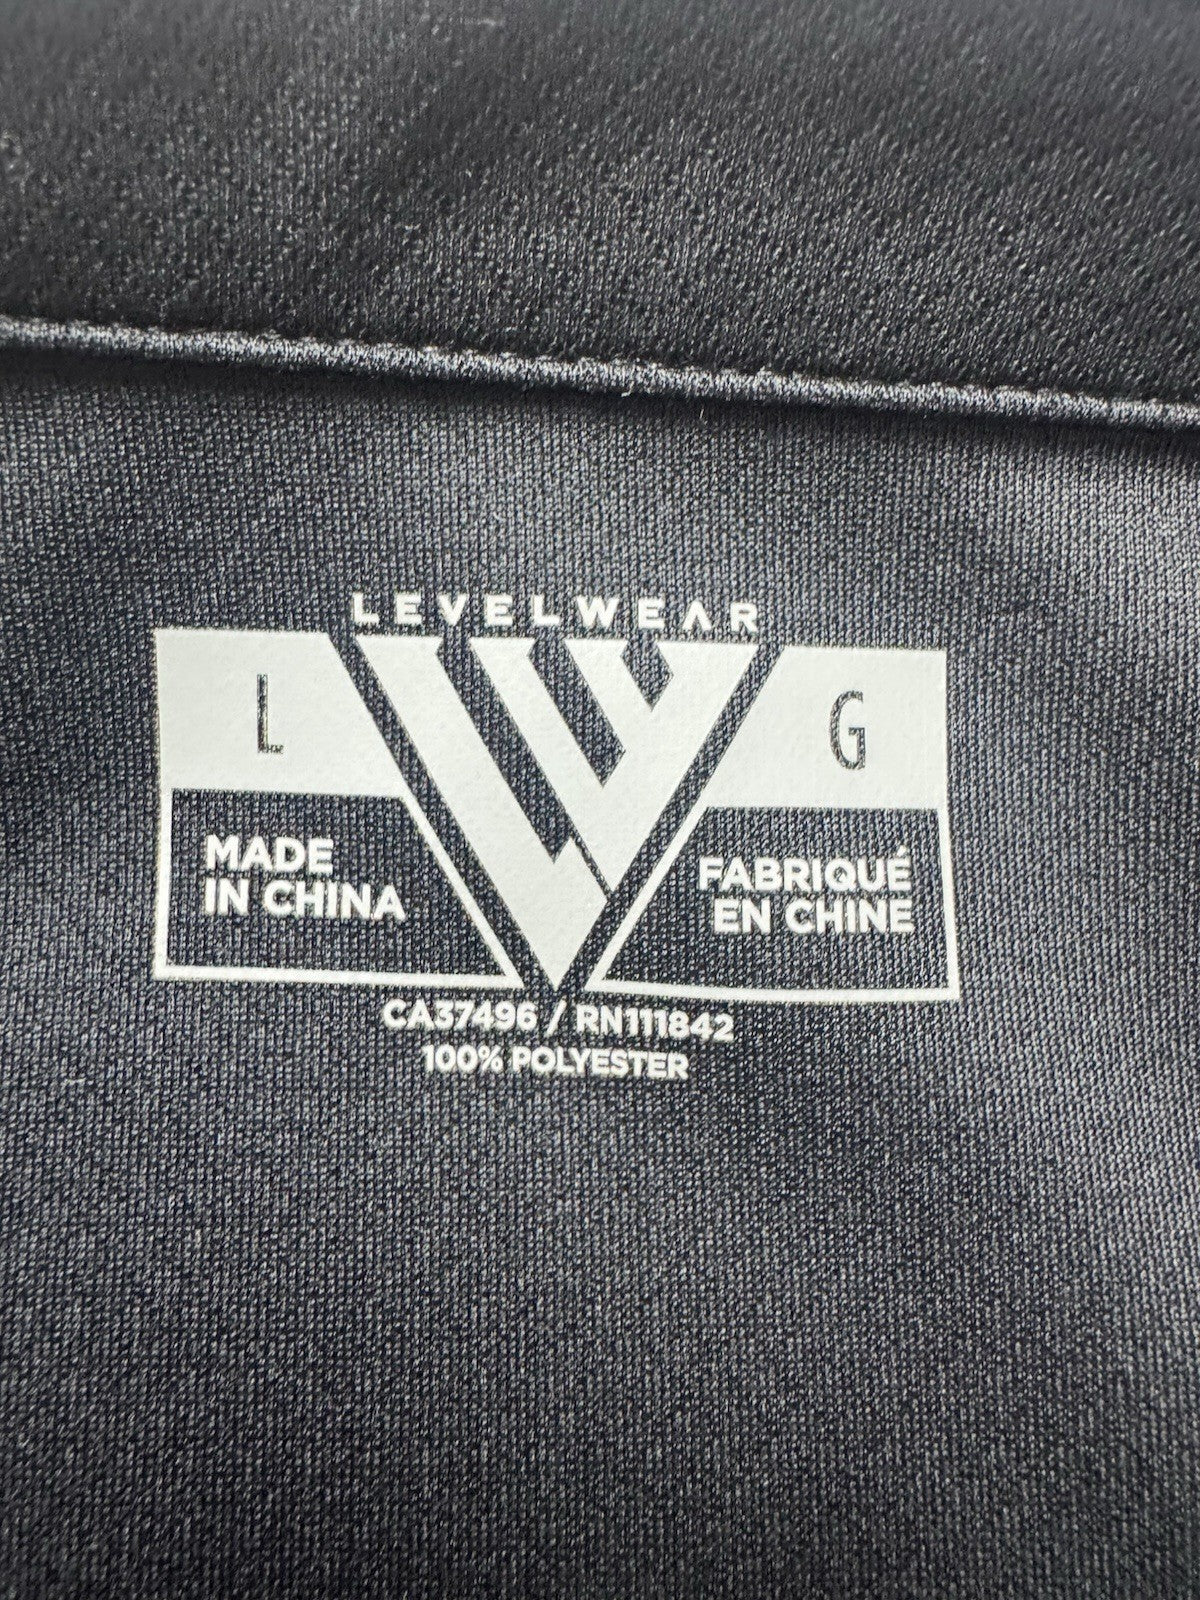 LEVELWEAR
L
G
MADE
IN CHINA
FABRIQUÉ
EN CHINE
CA37496 / RN111842
100% POLYESTER